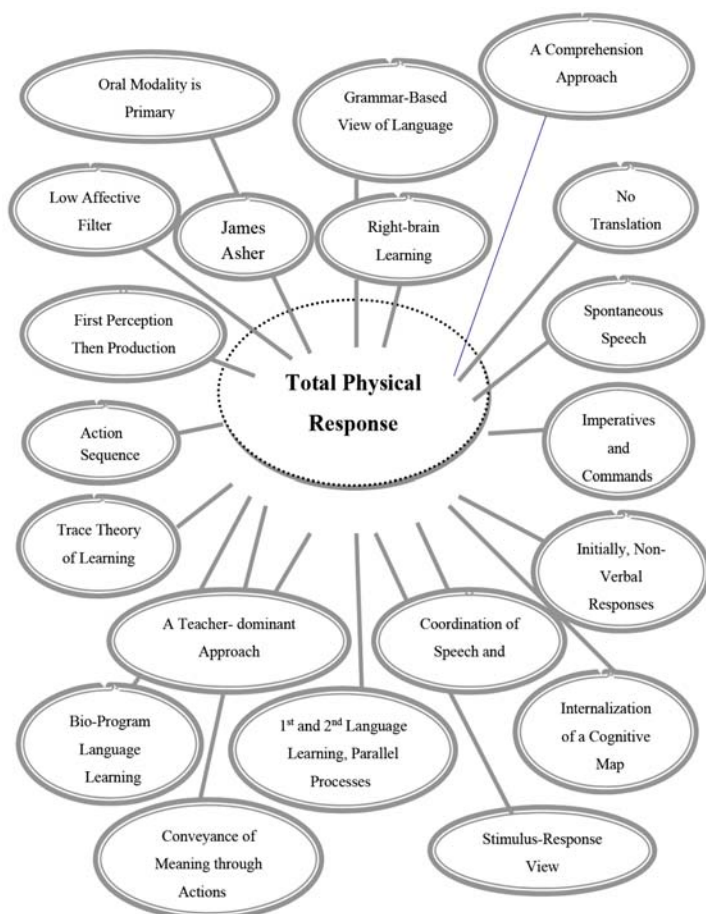 A Comprehension
Approach
Oral Modality is
Primary
Grammar-Based
View of Language
Low Affective
Filter
James
Asher
Right-brain
Learning
No
Translation
First Perception
Then Production
Spontaneous
Speech
Total Physical
Response
Action
Sequence
Imperatives
and
Commands
Trace Theory
of Learning
Initially, Non-
Verbal
Responses
A Teacher- dominant
Approach
Coordination of
Speech and
Bio-Program
Language
Learning
1st and 2nd Language
Learning, Parallel
Processes
Internalization
of a Cognitive
Map
Conveyance of
Meaning through
Actions
Stimulus-Response
View